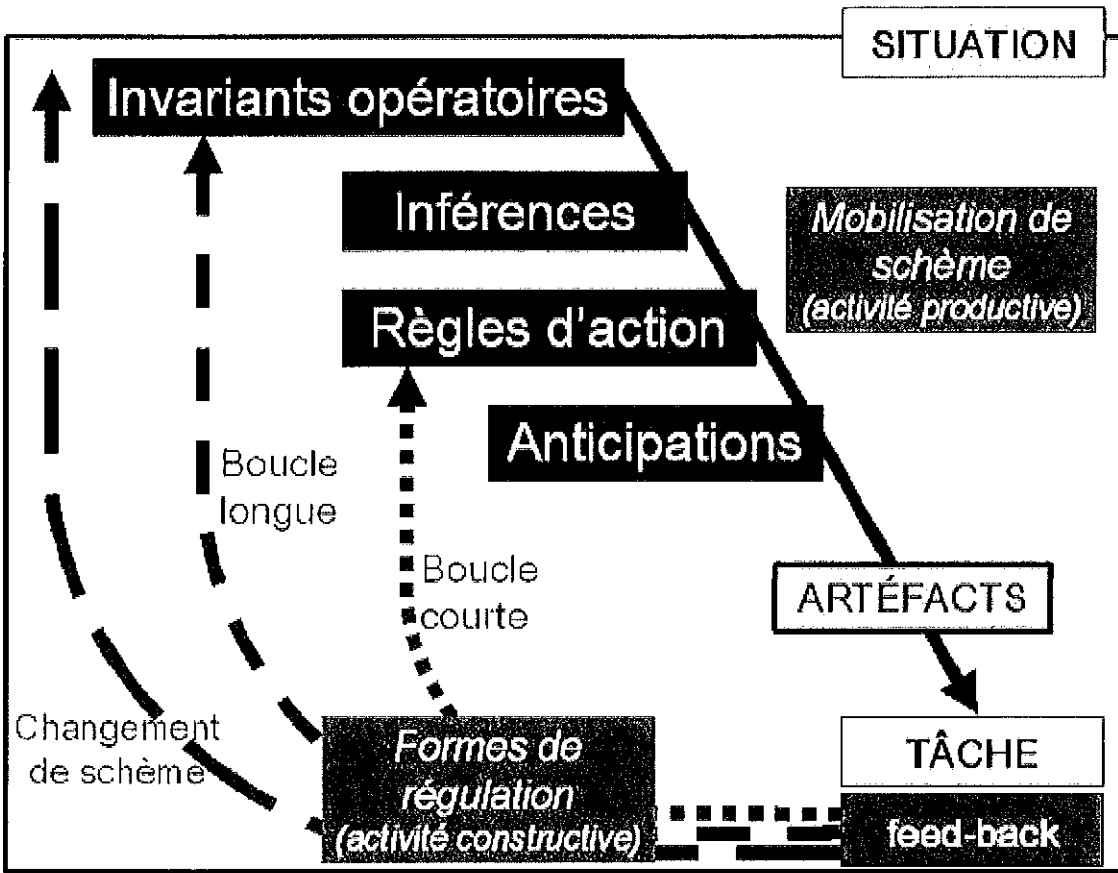 SITUATION
Invariants opératoires
Inférences
Mobilisation de
schème
(activité productive)
Règles d'action
Anticipations
Boucle
longue
Boucle
courte
ARTÉFACTS
Changement
de schème
Formes de
régulation
(activité constructive)
TÂCHE
feed-back